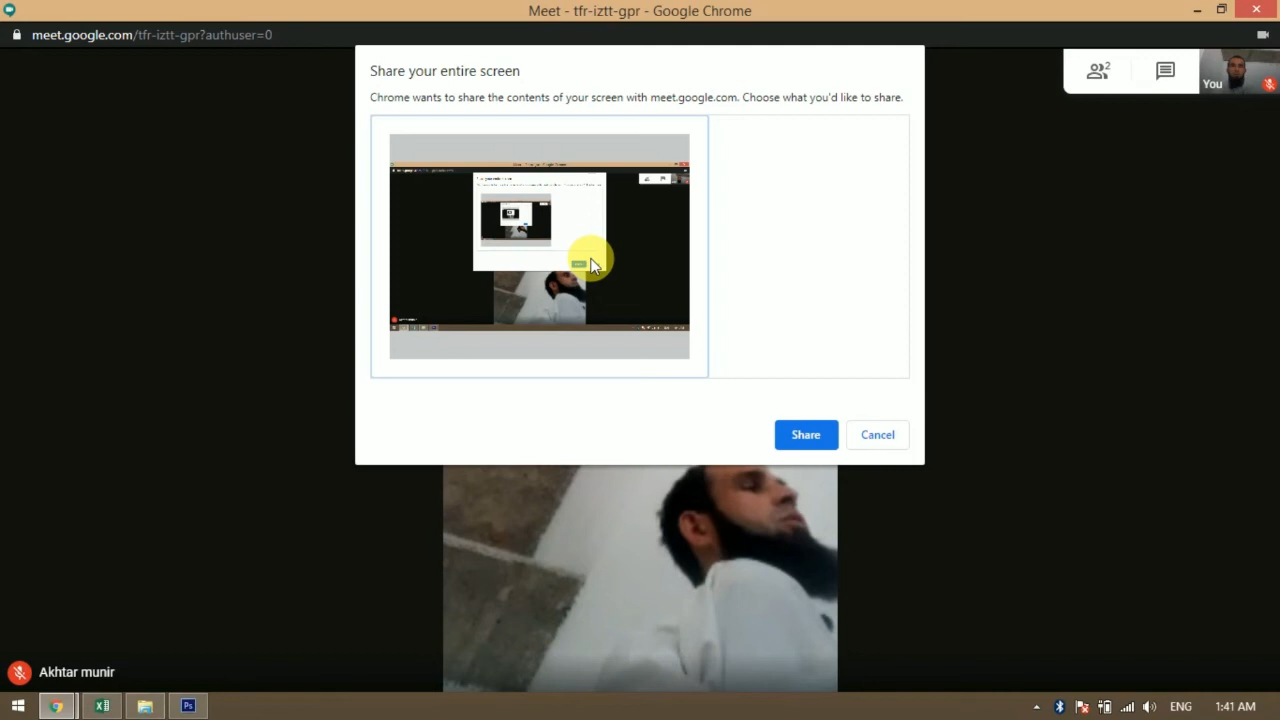 Meet - tfr-iztt-gpr - Google Chrome
meet.google.com/tfr-iztt-gpr?authuser=0
Share your entire screen
Chrome wants to share the contents of your screen with meet.google.com. Choose what you'd like to share.
2
You
Share Cancel
Akhtar munir
X Ps ENG 1:41 AM